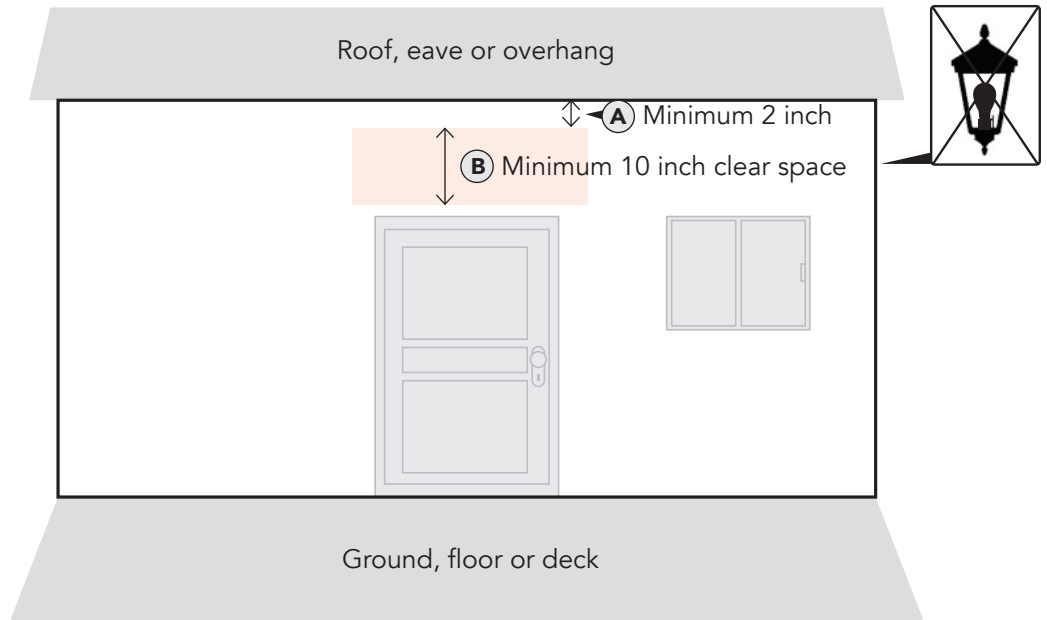 Roof, eave or overhang
A Minimum 2 inch
B Minimum 10 inch clear space
Ground, floor or deck